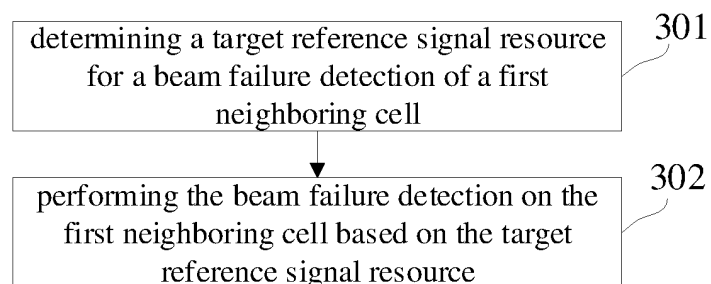 determining a target reference signal resource
for a beam failure detection of a first
neighboring cell
301
performing the beam failure detection on the
first neighboring cell based on the target
reference signal resource
302